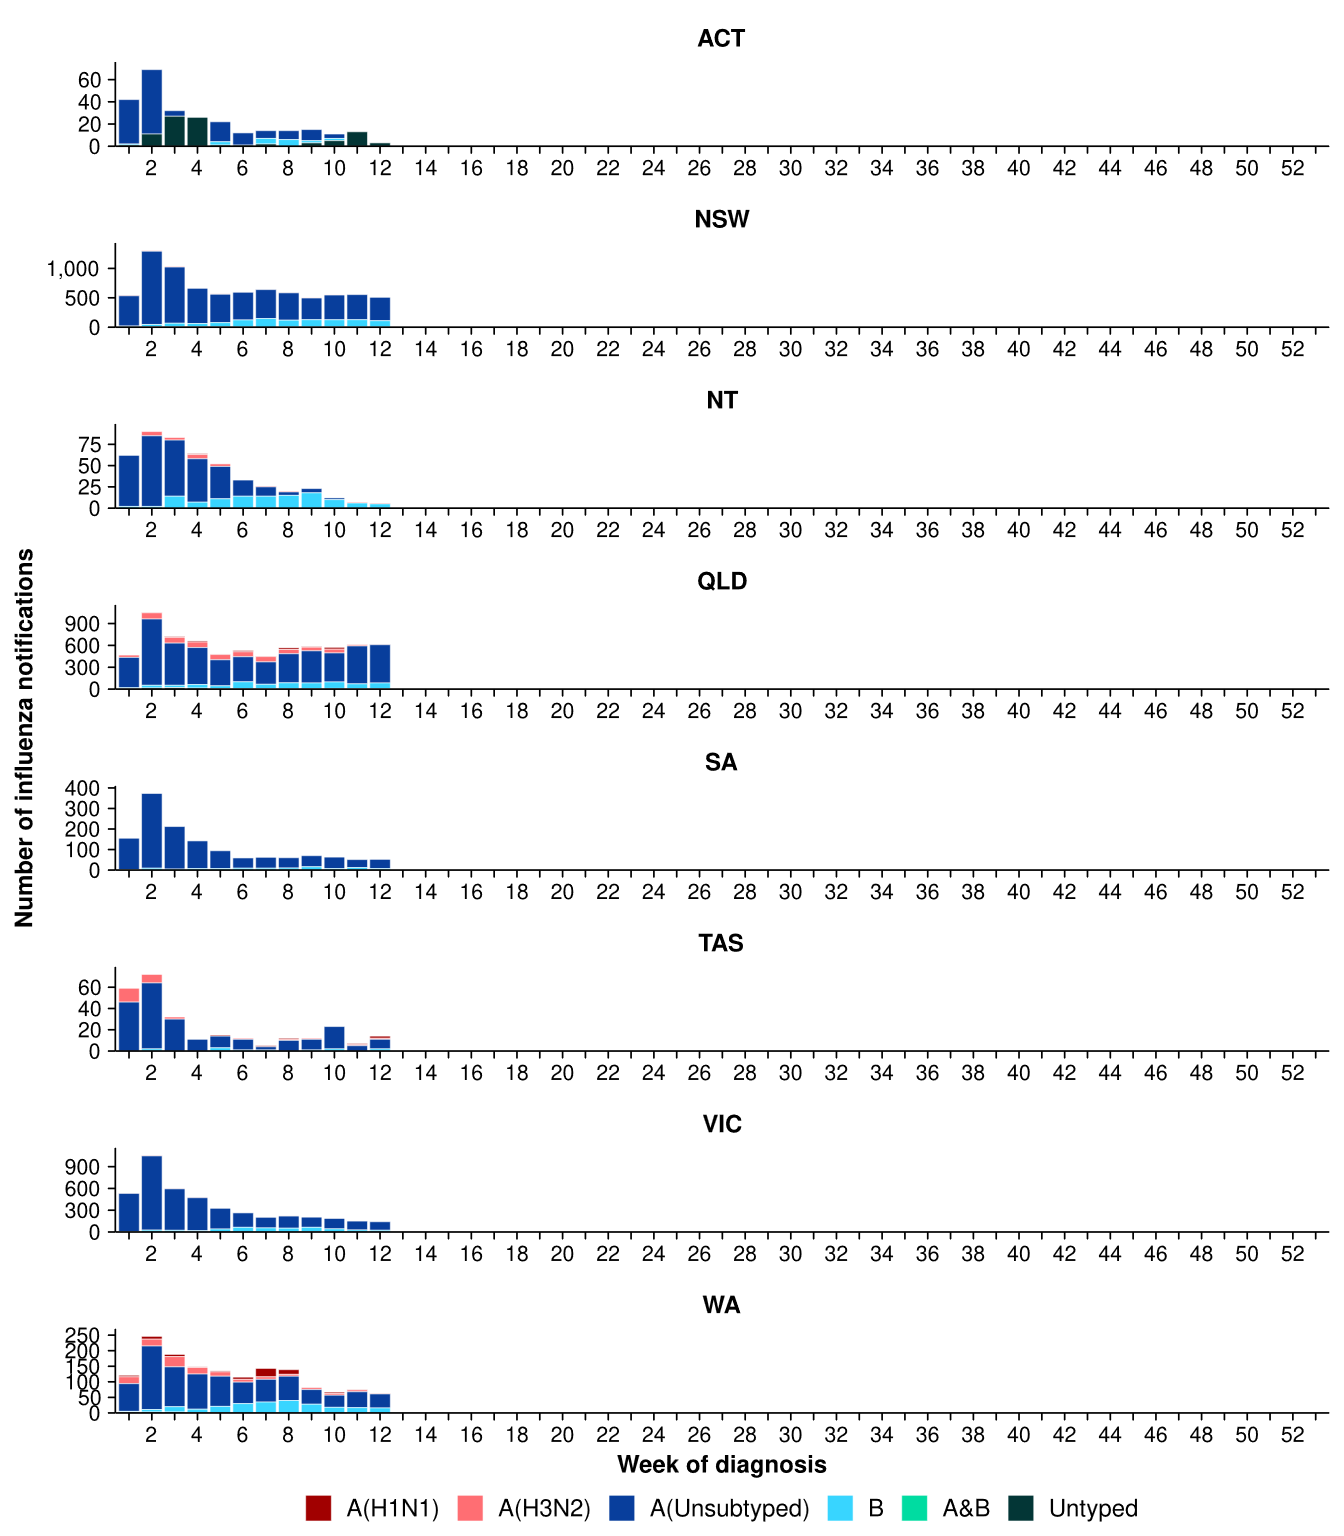 ACT
60
40
20
0
2 4 6 8 10 12 14 16 18 20 22 24 26 28 30 32 34 36 38 40 42 44 46 48 50 52
NSW
1,000
500
0
2 4 6 8 10 12 14 16 18 20 22 24 26 28 30 32 34 36 38 40 42 44 46 48 50 52
NT
75
50
25
0
2 4 6 8 10 12 14 16 18 20 22 24 26 28 30 32 34 36 38 40 42 44 46 48 50 52
Number of influenza notifications
QLD
900
600
300
0
2 4 6 8 10 12 14 16 18 20 22 24 26 28 30 32 34 36 38 40 42 44 46 48 50 52
SA
400
300
200
100
0
2 4 6 8 10 12 14 16 18 20 22 24 26 28 30 32 34 36 38 40 42 44 46 48 50 52
TAS
60
40
20
0
2 4 6 8 10 12 14 16 18 20 22 24 26 28 30 32 34 36 38 40 42 44 46 48 50 52
VIC
900
600
300
0
2 4 6 8 10 12 14 16 18 20 22 24 26 28 30 32 34 36 38 40 42 44 46 48 50 52
WA
250
200
150
100
50
0
2 4 6 8 10 12 14 16 18 20 22 24 26 28 30 32 34 36 38 40 42 44 46 48 50 52
Week of diagnosis
A(H1N1) A(H3N2) A(Unsubtyped) B A&B Untyped